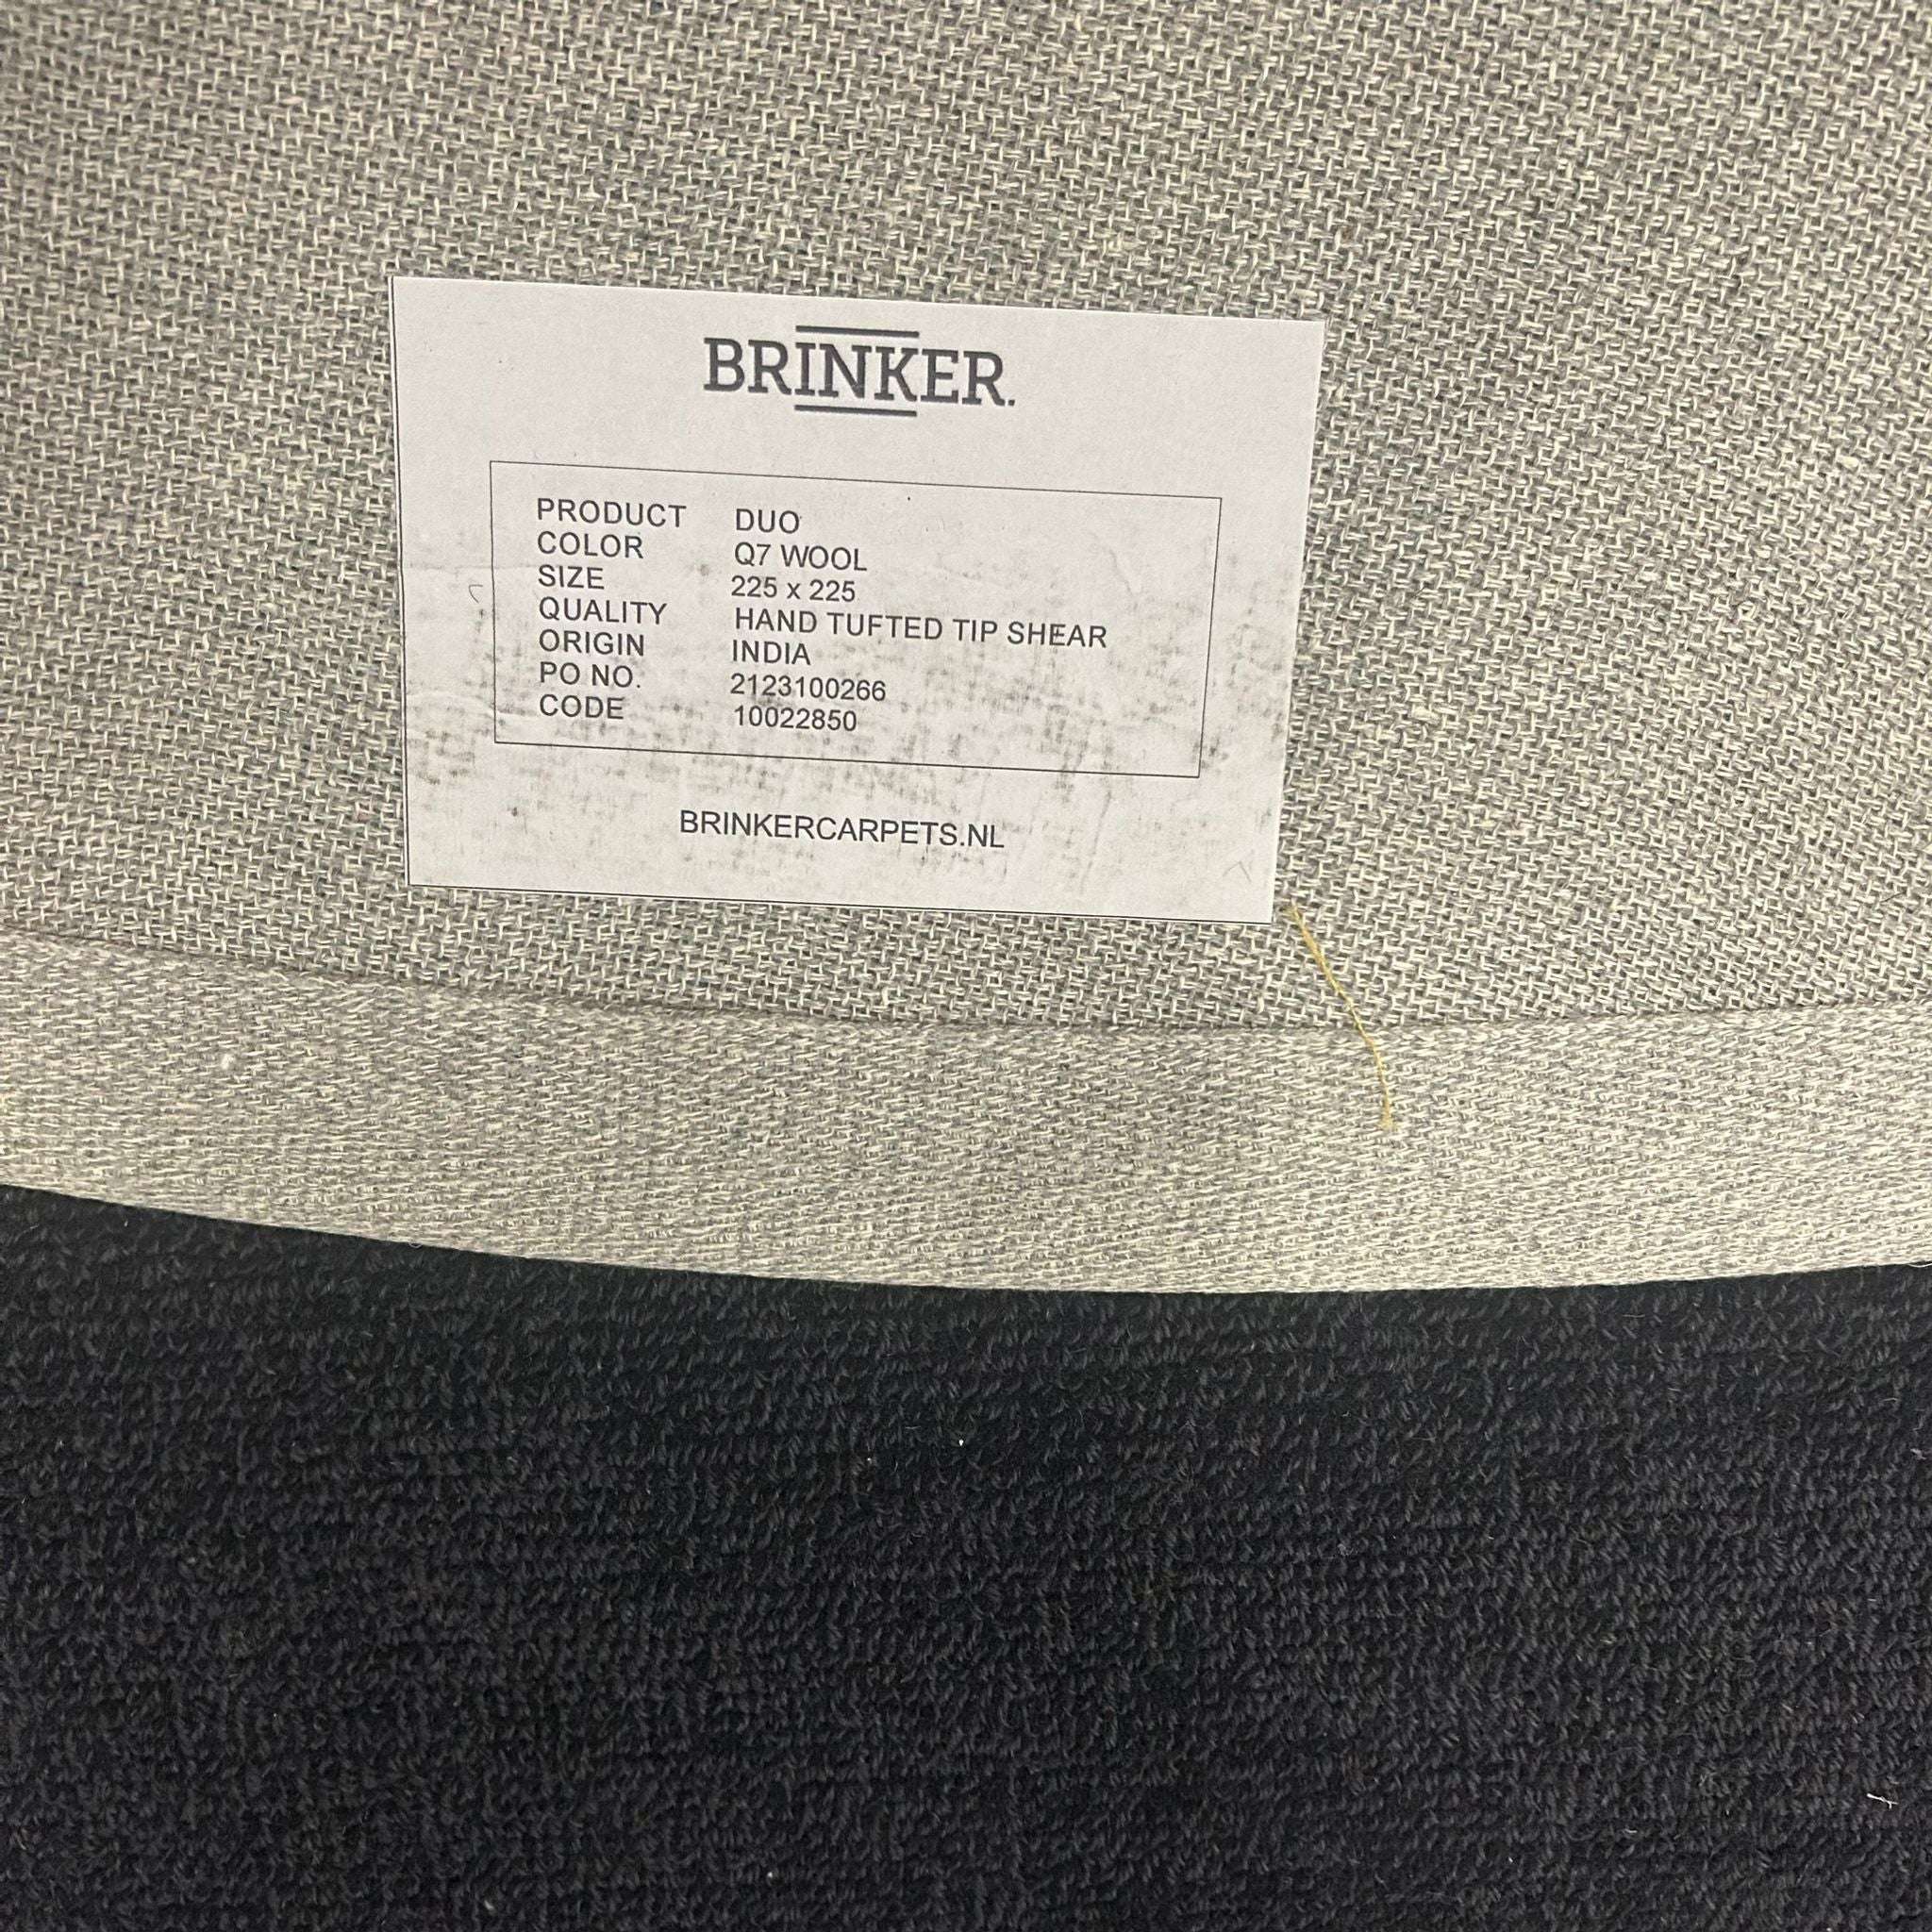 BRINKER.
PRODUCT DUO
COLOR Q7 WOOL
SIZE 225 x 225
QUALITY HAND TUFTED TIP SHEAR
ORIGIN INDIA
PO NO. 2123100266
CODE 10022850
BRINKERCARPETS.NL